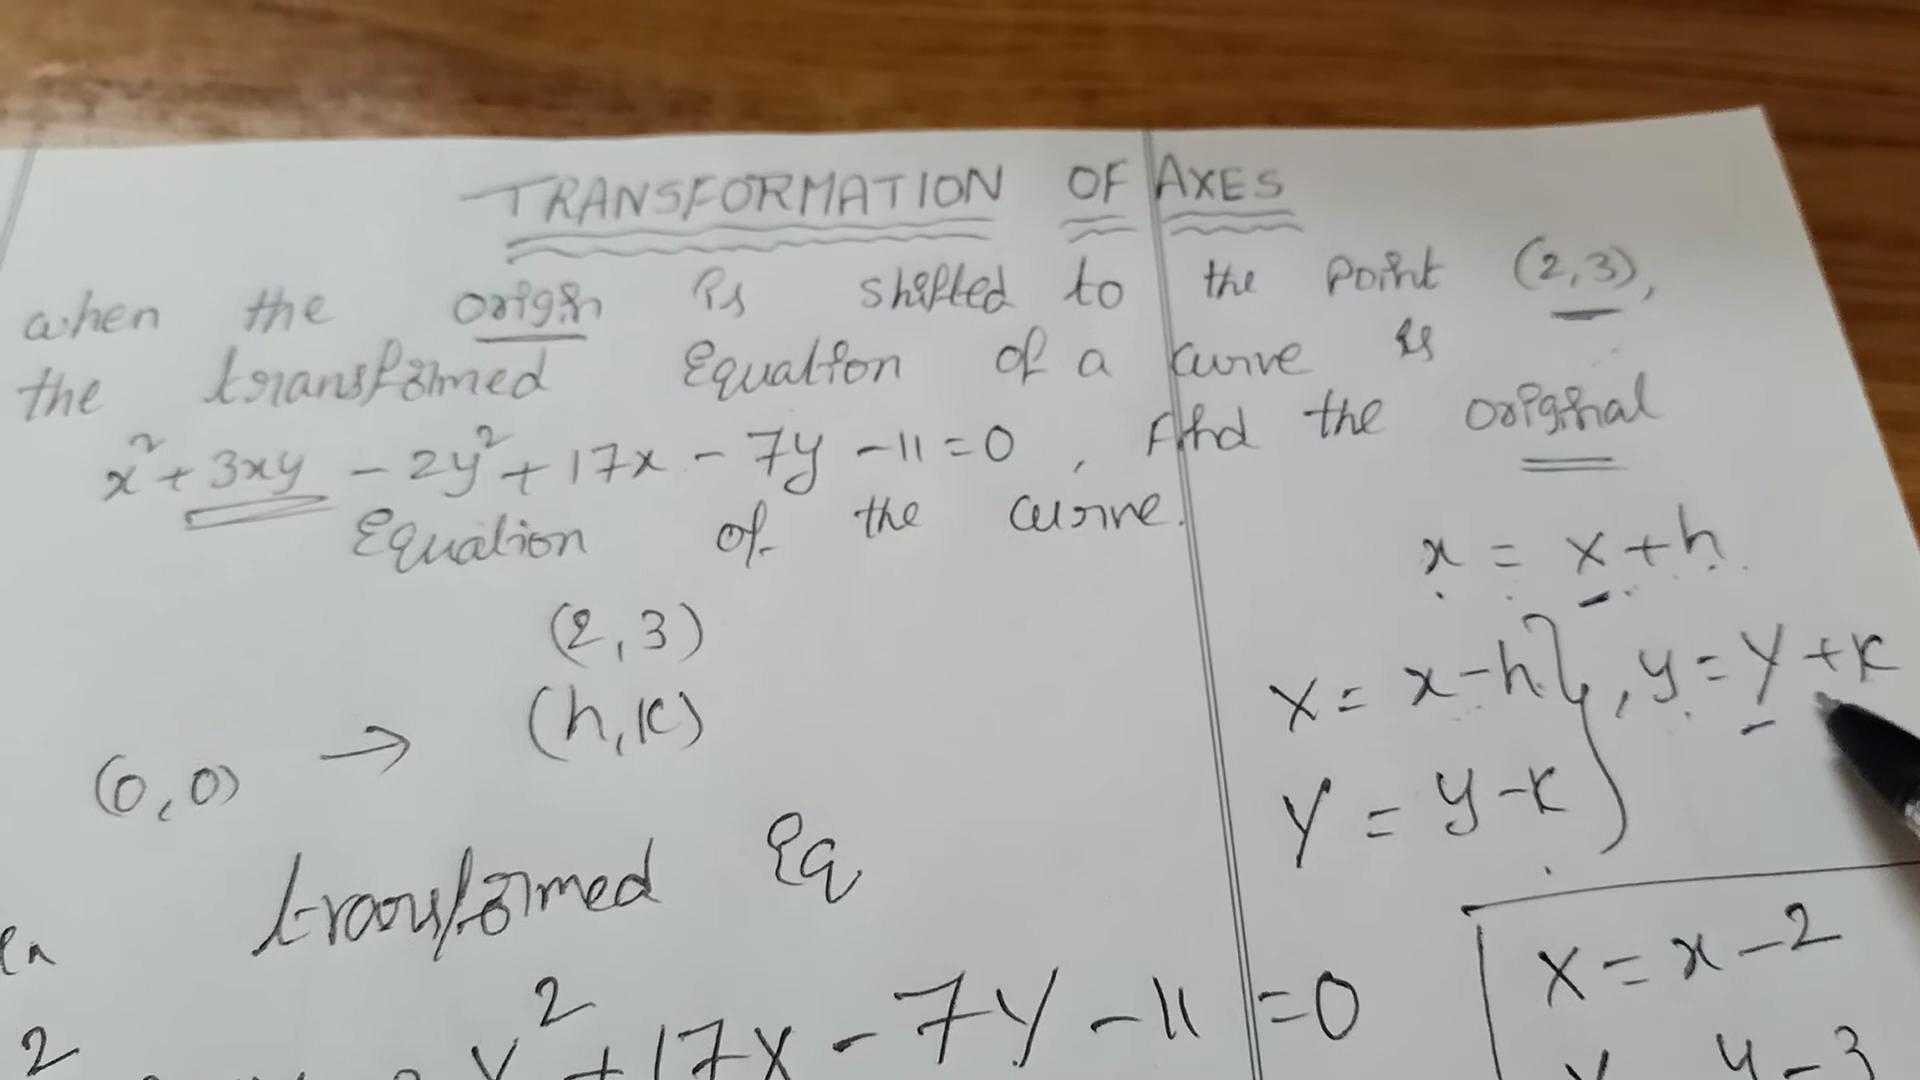 TRANSFORMATION OF AXES
when the origin is shifted to the point (2,3),
the transformed Equation of a curve is
x² + 3xy - 2y² + 17x - 7y - 11 = 0, Find the original
Equation of the curve.
x = X + h
(2,3)
X = x - h}, y = Y + k
(h,k)
(0,0) →
Y = y - k
transformed Eq
X = x - 2
2 Y² + 17X - 7Y - 11 = 0
y - 3